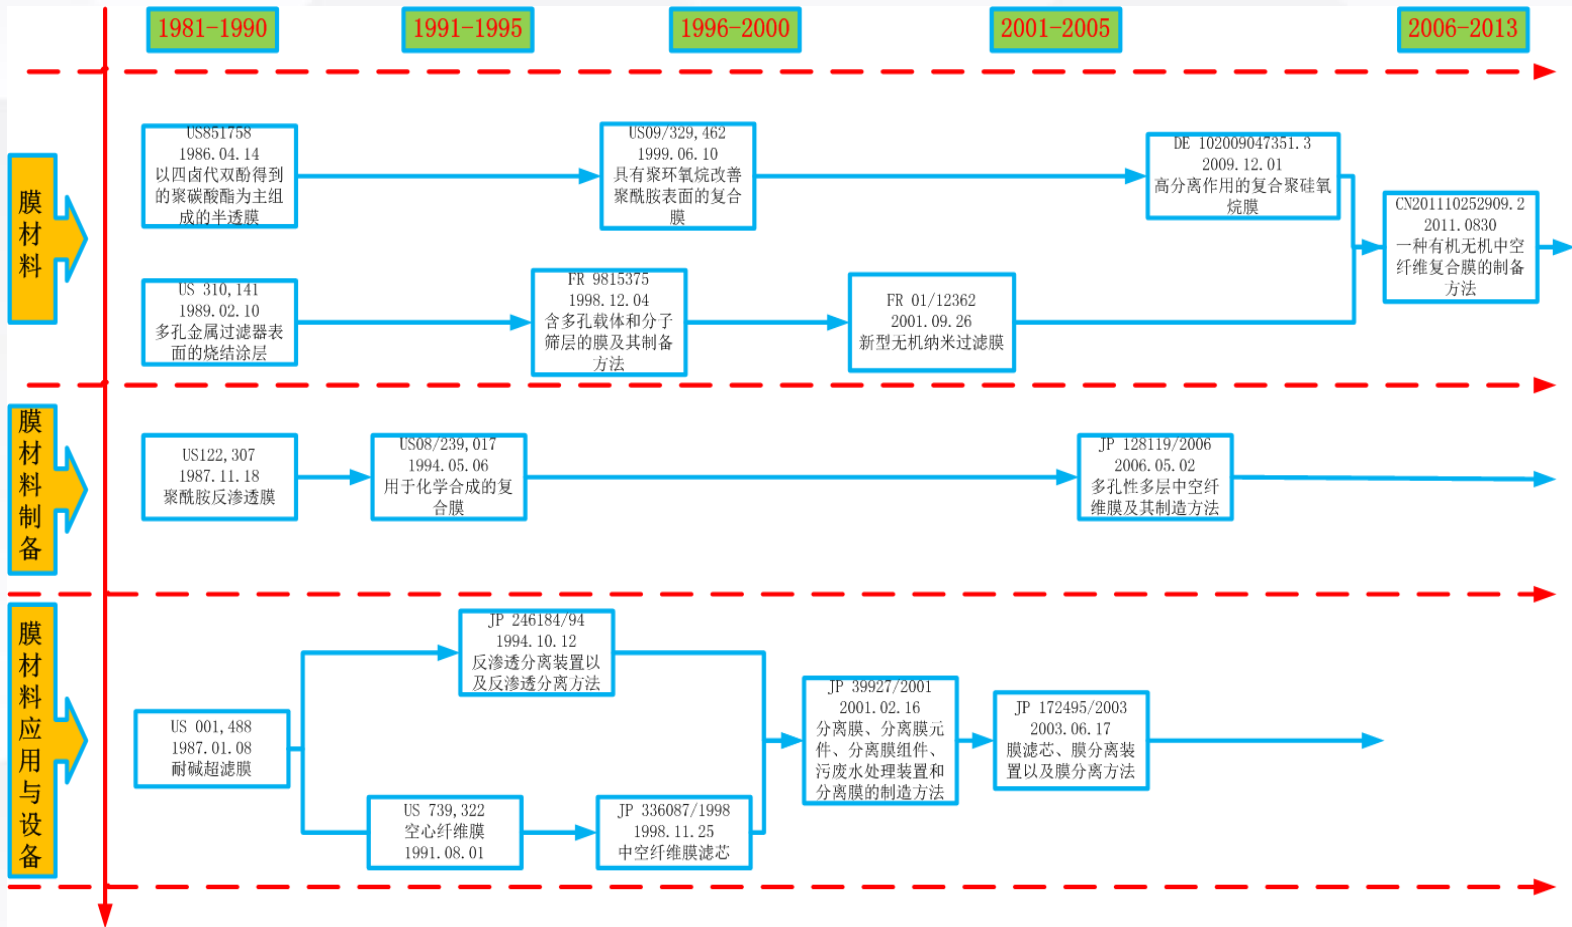 1981-1990
1991-1995
1996-2000
2001-2005
2006-2013
膜
材
料
US851758
1986.04.14
以四卤代双酚得到
的聚碳酸酯为主组
成的半透膜
US09/329,462
1999.06.10
具有聚环氧烷改善
聚酰胺表面的复合
膜
DE 102009047351.3
2009.12.01
高分离作用的复合聚硅氧
烷膜
CN201110252909.2
2011.0830
一种有机无机中空
纤维复合膜的制备
方法
US 310,141
1989.02.10
多孔金属过滤器表
面的烧结涂层
FR 9815375
1998.12.04
含多孔载体和分子
筛层的膜及其制备
方法
FR 01/12362
2001.09.26
新型无机纳米过滤膜
膜
材
料
制
备
US122,307
1987.11.18
聚酰胺反渗透膜
US08/239,017
1994.05.06
用于化学合成的复
合膜
JP 128119/2006
2006.05.02
多孔性多层中空纤
维膜及其制造方法
膜
材
料
应
用
与
设
备
US 001,488
1987.01.08
耐碱超滤膜
JP 246184/94
1994.10.12
反渗透分离装置以
及反渗透分离方法
US 739,322
空心纤维膜
1991.08.01
JP 336087/1998
1998.11.25
中空纤维膜滤芯
JP 39927/2001
2001.02.16
分离膜、分离膜元
件、分离膜组件、
污废水处理装置和
分离膜的制造方法
JP 172495/2003
2003.06.17
膜滤芯、膜分离装
置以及膜分离方法